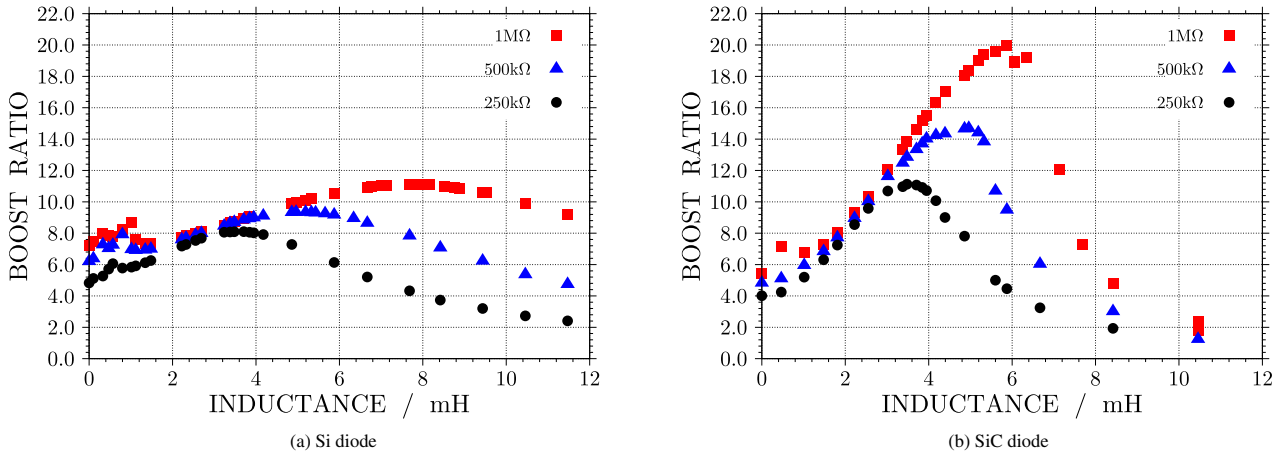 22.0
20.0
18.0
16.0
14.0
12.0
10.0
8.0
6.0
4.0
2.0
0.0
BOOST RATIO
1MΩ
500kΩ
250kΩ
0 2 4 6 8 10 12
INDUCTANCE / mH
(a) Si diode
22.0
20.0
18.0
16.0
14.0
12.0
10.0
8.0
6.0
4.0
2.0
0.0
BOOST RATIO
1MΩ
500kΩ
250kΩ
0 2 4 6 8 10 12
INDUCTANCE / mH
(b) SiC diode